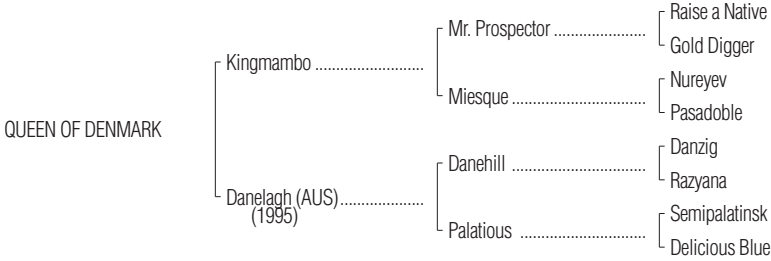 Raise a Native
Mr. Prospector ......................
Gold Digger
Kingmambo ..........................
Nureyev
Miesque ................................
Pasadoble
QUEEN OF DENMARK
Danzig
Danehill ................................
Razyana
Danelagh (AUS)....................
(1995)
Semipalatinsk
Palatious ..............................
Delicious Blue